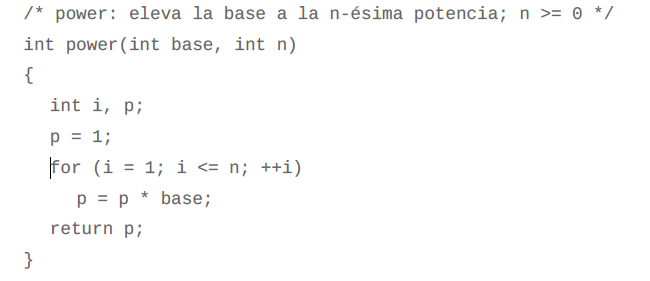 /* power: eleva la base a la n-ésima potencia; n >= 0 */
int power(int base, int n)
{
int i, p;
p = 1;
for (i = 1; i <= n; ++i)
p = p * base;
return p;
}